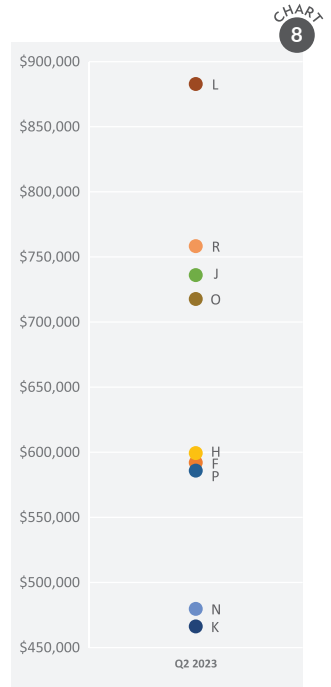 CHART
8
$900,000
L
$850,000
$800,000
R
$750,000
J
O
$700,000
$650,000
H
$600,000
F
P
$550,000
$500,000
N
K
$450,000
Q2 2023